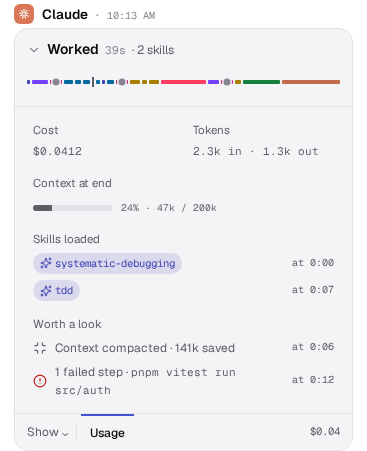 Claude · 10:13 AM
Worked 39s · 2 skills
Cost Tokens
$0.0412 2.3k in · 1.3k out
Context at end
24% · 47k / 200k
Skills loaded
systematic-debugging at 0:00
tdd at 0:07
Worth a look
Context compacted · 141k saved at 0:06
1 failed step · pnpm vitest run at 0:12
src/auth
Show Usage $0.04